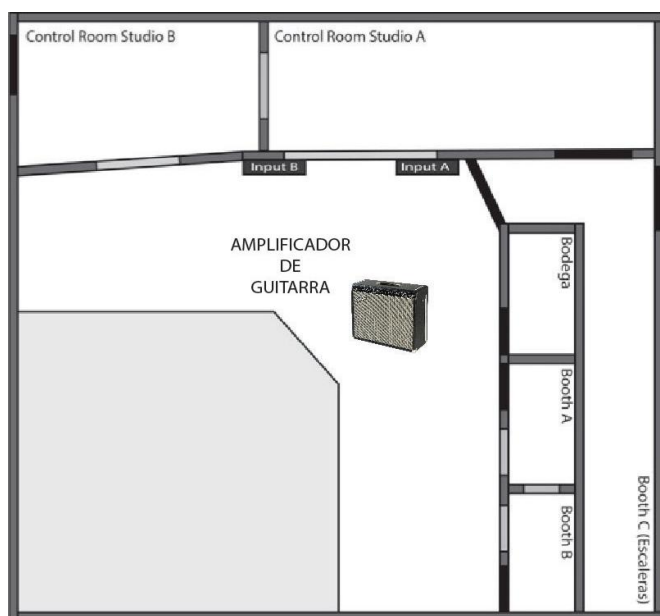 Control Room Studio B
Control Room Studio A
Input B
Input A
AMPLIFICADOR
DE
GUITARRA
Bodega
Booth A
Booth B
Booth C (Escaleras)